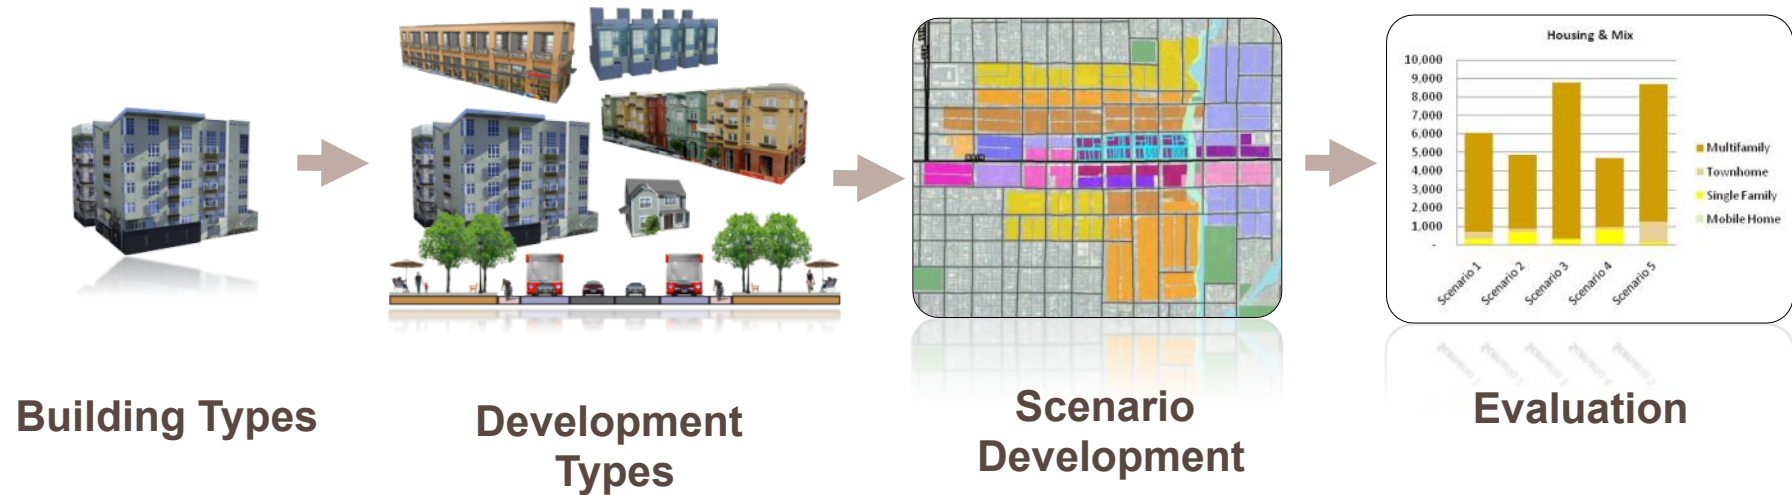 Housing & Mix
10,000
9,000
8,000
7,000
6,000
5,000
4,000
3,000
2,000
1,000
-
Scenario 1
Scenario 2
Scenario 3
Scenario 4
Scenario 5
Multifamily
Townhome
Single Family
Mobile Home
Building Types
Development
Types
Scenario
Development
Evaluation